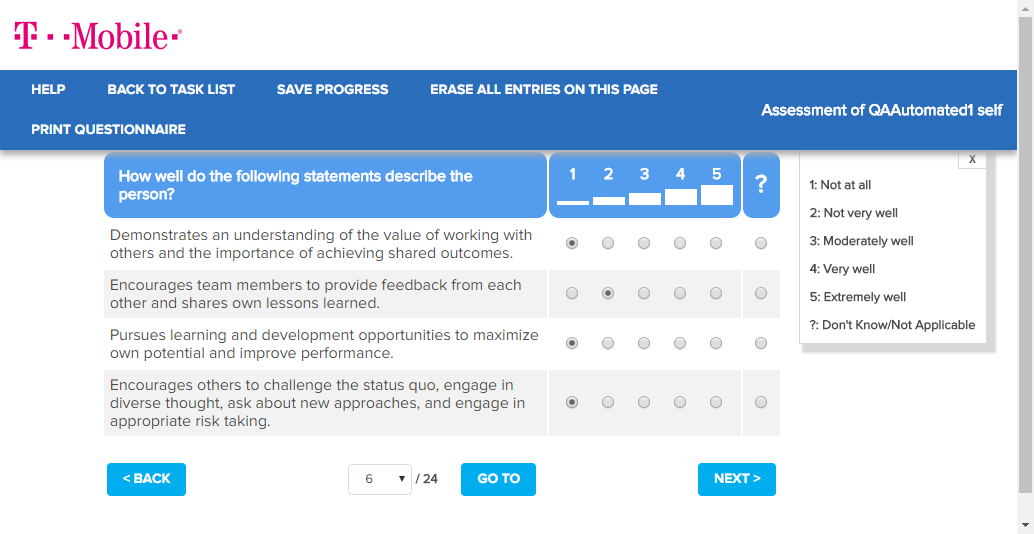 T··Mobile·®
HELP
BACK TO TASK LIST
SAVE PROGRESS
ERASE ALL ENTRIES ON THIS PAGE
PRINT QUESTIONNAIRE
Assessment of QAAutomated1 self
How well do the following statements describe the
person?
1 2 3 4 5 ?
Demonstrates an understanding of the value of working with
others and the importance of achieving shared outcomes.
Encourages team members to provide feedback from each
other and shares own lessons learned.
Pursues learning and development opportunities to maximize
own potential and improve performance.
Encourages others to challenge the status quo, engage in
diverse thought, ask about new approaches, and engage in
appropriate risk taking.
X
1: Not at all
2: Not very well
3: Moderately well
4: Very well
5: Extremely well
?: Don't Know/Not Applicable
< BACK
6 / 24
GO TO
NEXT >